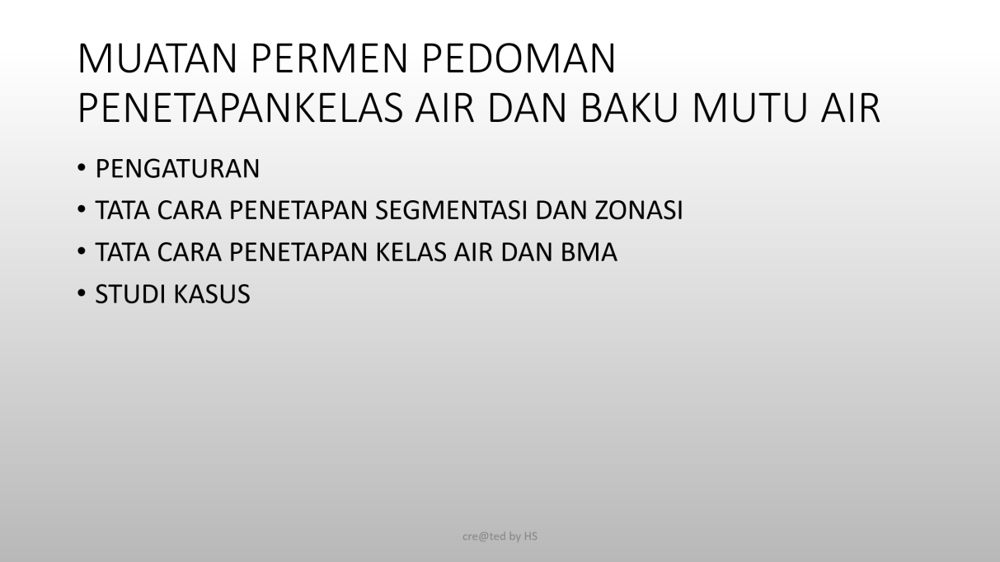 MUATAN PERMEN PEDOMAN
PENETAPANKELAS AIR DAN BAKU MUTU AIR
• PENGATURAN
• TATA CARA PENETAPAN SEGMENTASI DAN ZONASI
• TATA CARA PENETAPAN KELAS AIR DAN BMA
• STUDI KASUS
cre@ted by HS